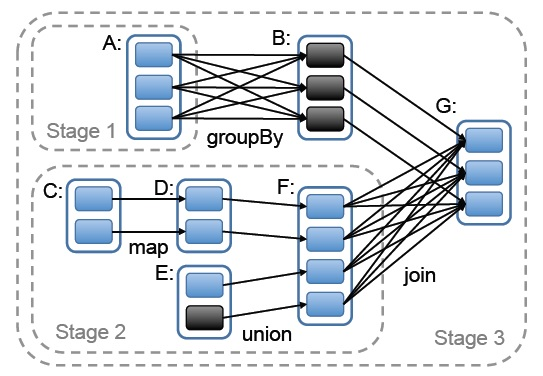 A:
B:
G:
Stage 1
groupBy
C:
D:
F:
map
E:
join
Stage 2
union
Stage 3